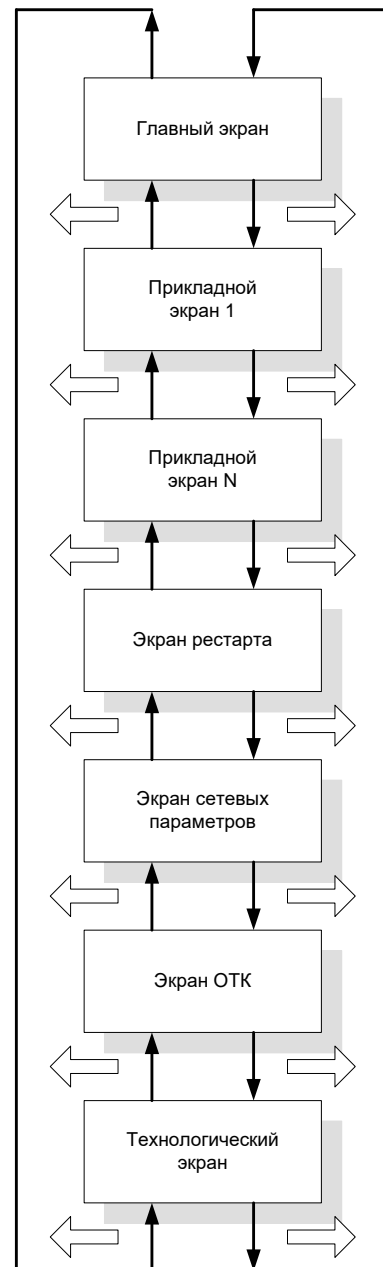 Главный экран
Прикладной
экран 1
Прикладной
экран N
Экран рестарта
Экран сетевых
параметров
Экран ОТК
Технологический
экран